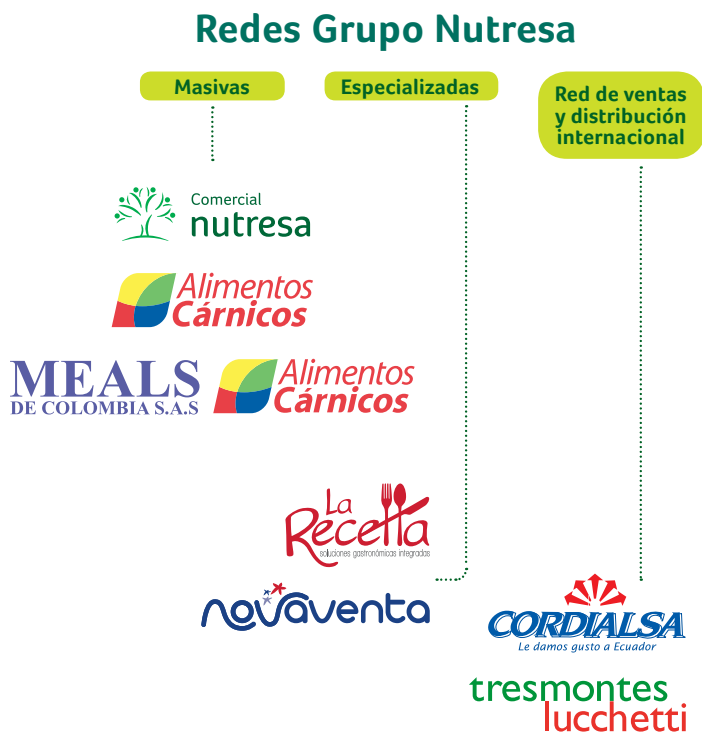 Redes Grupo Nutresa
Masivas
Especializadas
Red de ventas
y distribución
internacional
Comercial
nutresa
Alimentos
Cárnicos
MEALS
DE COLOMBIA S.A.S
Alimentos
Cárnicos
La
Receta
soluciones gastronómicas integradas
novaventa
CORDIALSA
Le damos gusto a Ecuador
tresmontes
lucchetti